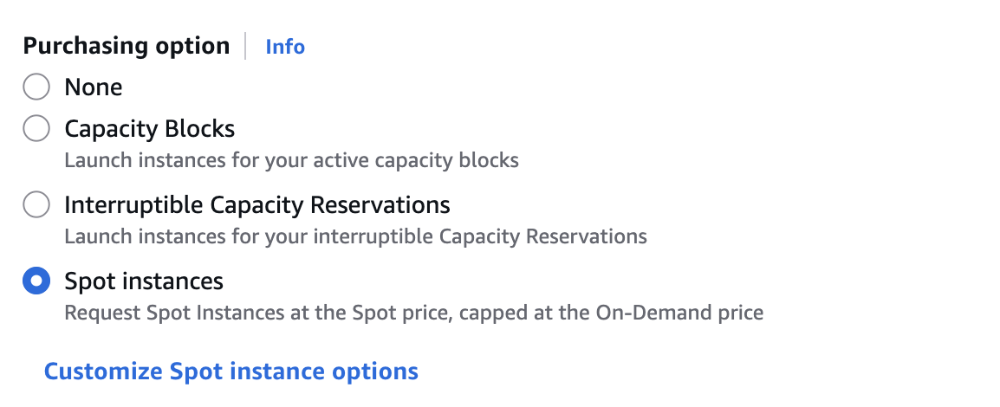 Purchasing option Info
None
Capacity Blocks
Launch instances for your active capacity blocks
Interruptible Capacity Reservations
Launch instances for your interruptible Capacity Reservations
Spot instances
Request Spot Instances at the Spot price, capped at the On-Demand price
Customize Spot instance options